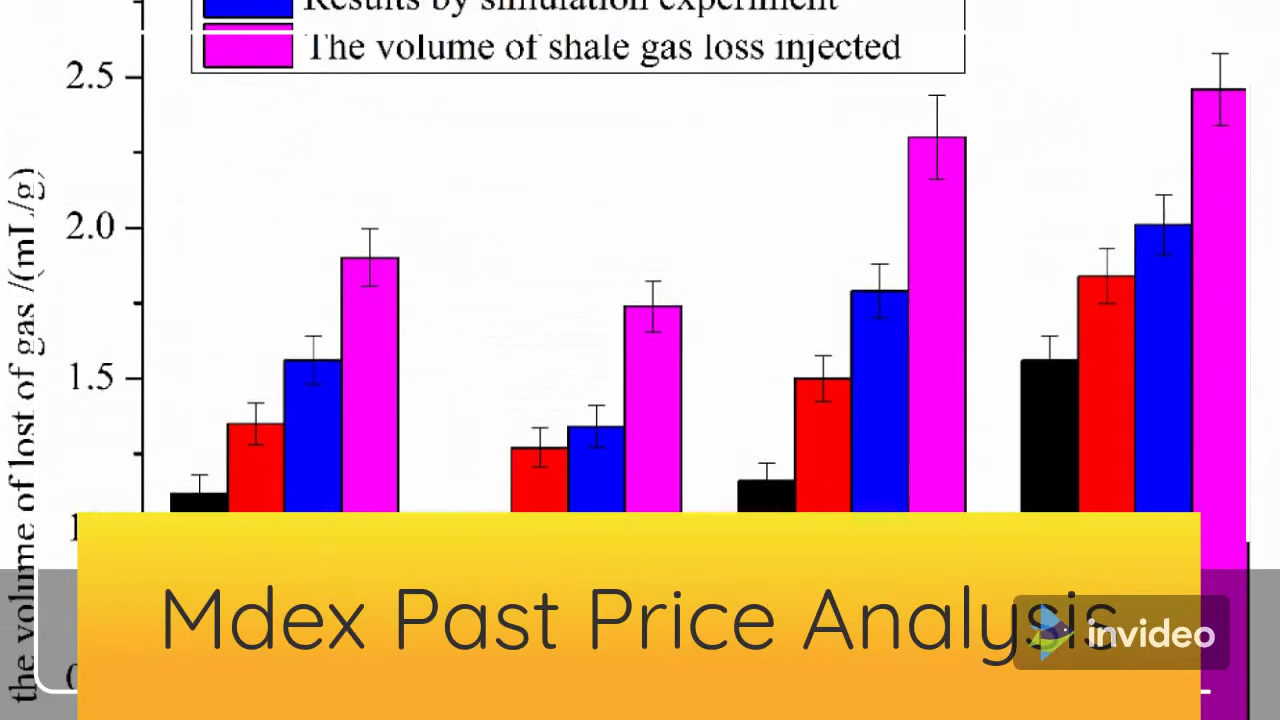 Results by simulation experiment
The volume of shale gas loss injected
2.5
2.0
1.5
the volume of lost of gas /(mL/g)
Mdex Past Price Analysis
invideo